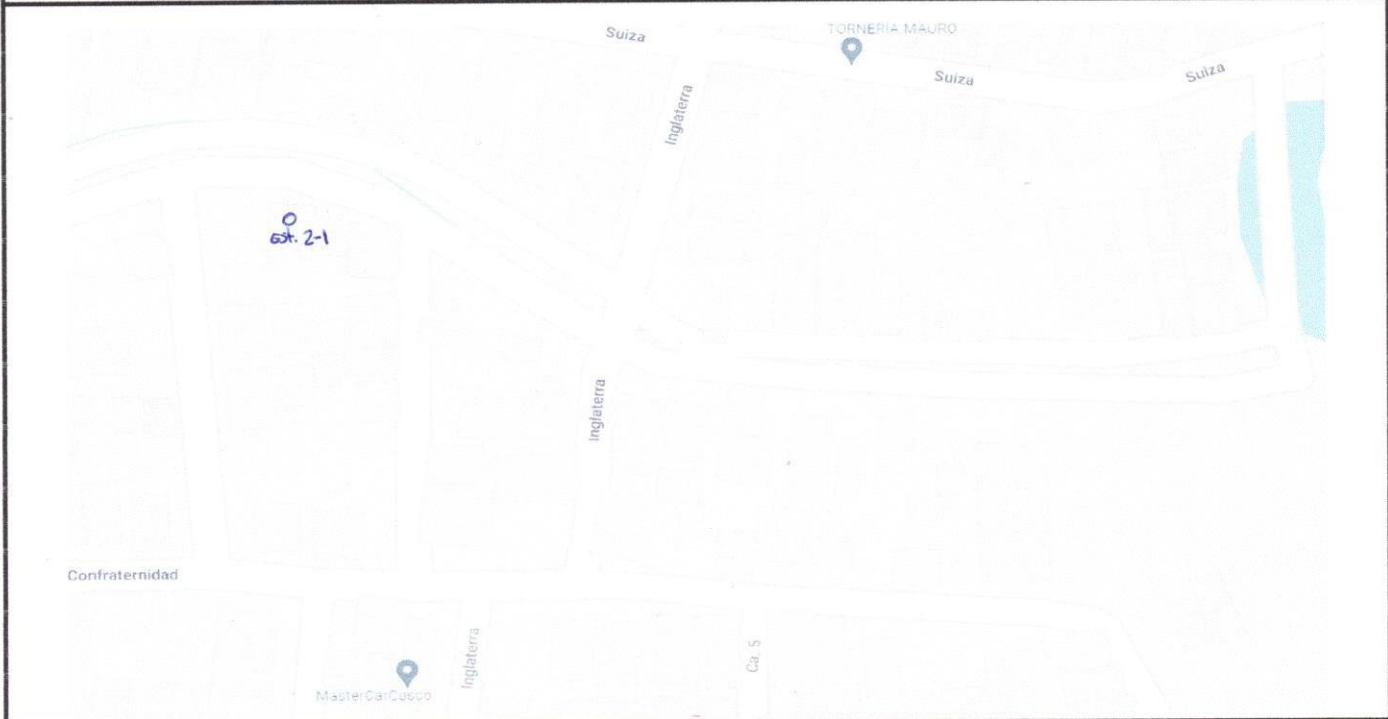 Suiza
TORNERIA MAURO
Suiza
Suiza
Inglaterra
Est. 2-1
Inglaterra
Confraternidad
Inglaterra
Ca. 5
MasterCarCusco